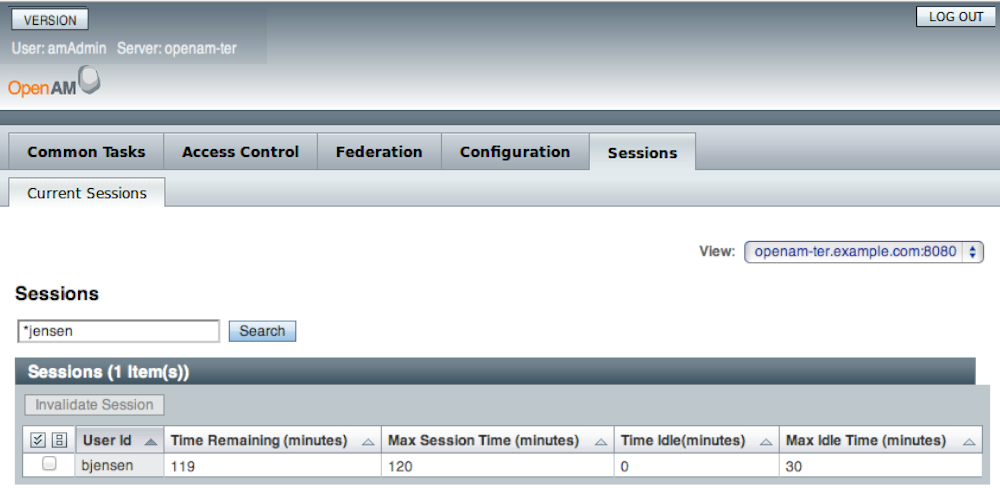 VERSION LOG OUT
User: amAdmin Server: openam-ter
OpenAM
Common Tasks Access Control Federation Configuration Sessions
Current Sessions
View: openam-ter.example.com:8080
Sessions
*jensen Search
Sessions (1 Item(s))
Invalidate Session
User Id Time Remaining (minutes) Max Session Time (minutes) Time Idle(minutes) Max Idle Time (minutes)
bjensen 119 120 0 30